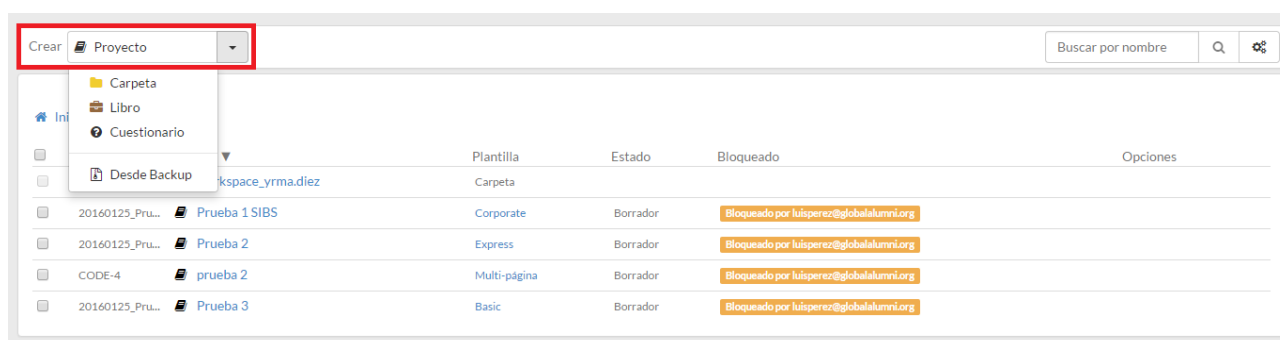 Crear Proyecto Buscar por nombre
Carpeta
Libro
Ini
Cuestionario
Plantilla Estado Bloqueado Opciones
Desde Backup
rkspace_yrma.diez Carpeta
20160125_Pru... Prueba 1 SIBS Corporate Borrador Bloqueado por luisperez@globalalumni.org
20160125_Pru... Prueba 2 Express Borrador Bloqueado por luisperez@globalalumni.org
CODE-4 prueba 2 Multi-página Borrador Bloqueado por luisperez@globalalumni.org
20160125_Pru... Prueba 3 Basic Borrador Bloqueado por luisperez@globalalumni.org